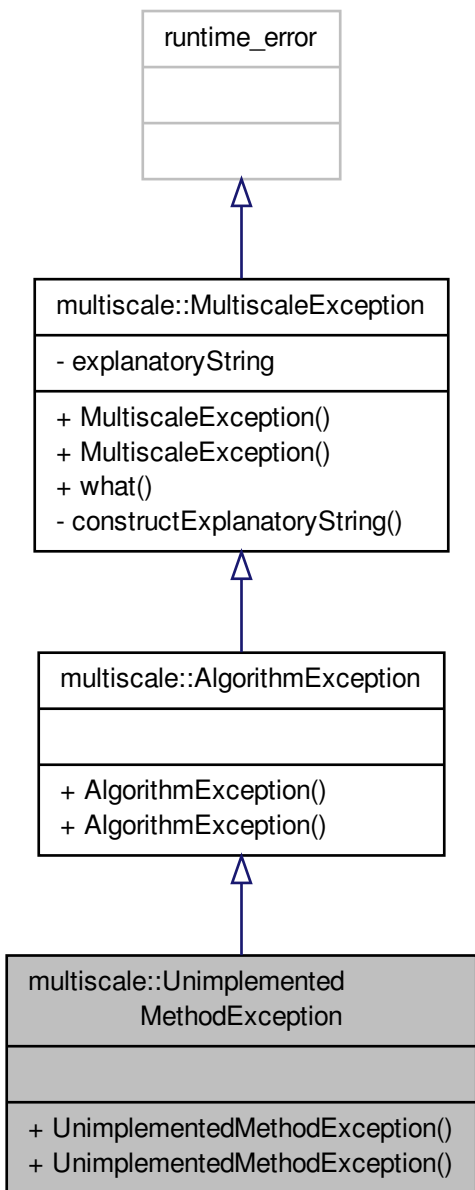 runtime_error
multiscale::MultiscaleException
- explanatoryString
+ MultiscaleException()
+ MultiscaleException()
+ what()
- constructExplanatoryString()
multiscale::AlgorithmException
+ AlgorithmException()
+ AlgorithmException()
multiscale::Unimplemented
MethodException
+ UnimplementedMethodException()
+ UnimplementedMethodException()